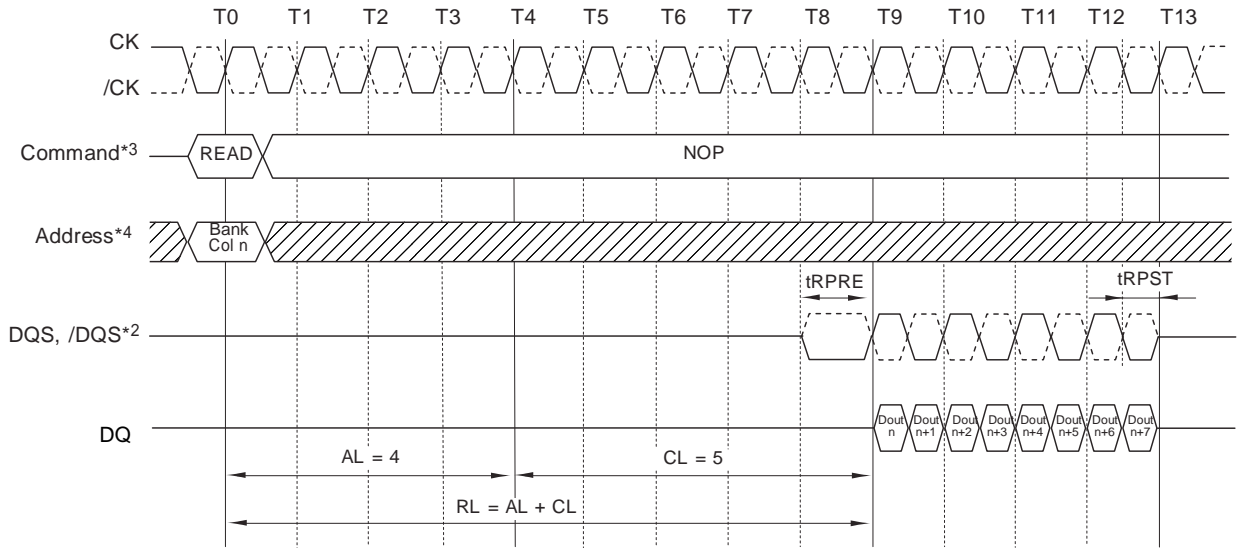 T0 T1 T2 T3 T4 T5 T6 T7 T8 T9 T10 T11 T12 T13
CK
/CK
Command*3 READ NOP
Address*4 Bank
Col n
tRPRE tRPST
DQS, /DQS*2
DQ
Dout Dout Dout Dout Dout Dout Dout Dout
n n+1 n+2 n+3 n+4 n+5 n+6 n+7
AL = 4 CL = 5
RL = AL + CL